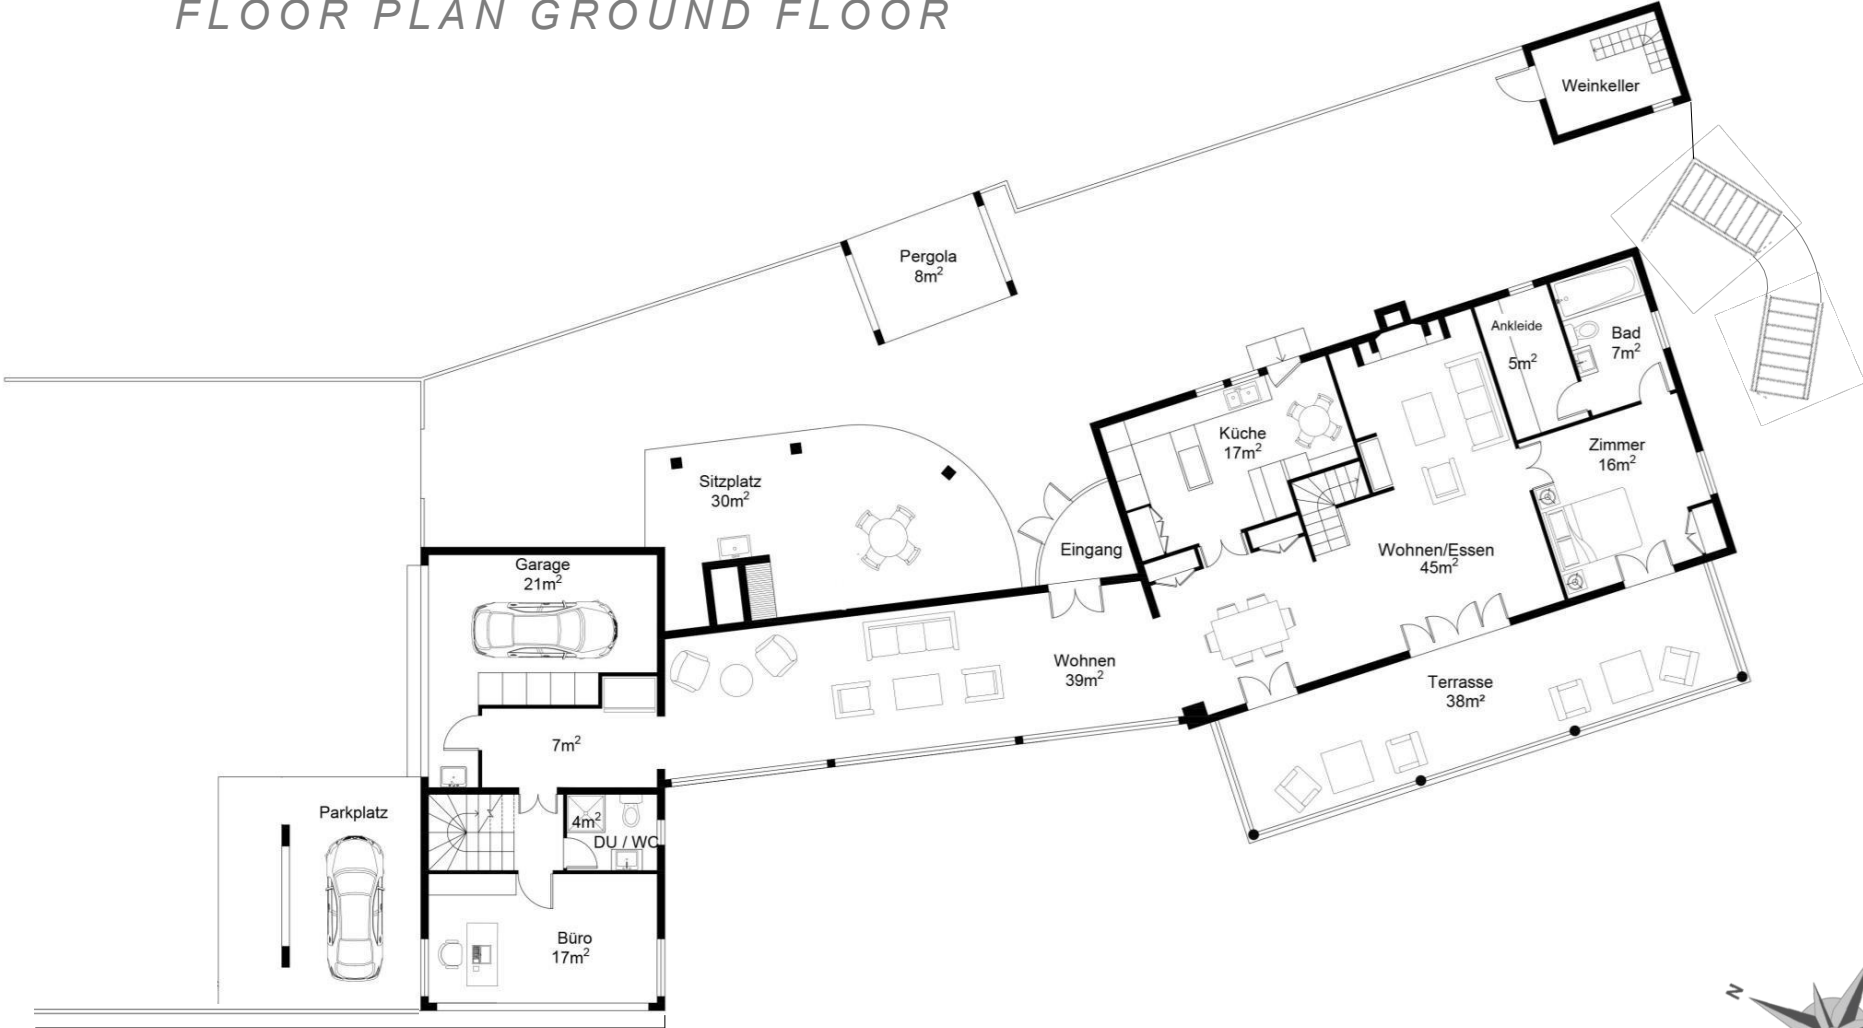 FLOOR PLAN GROUND FLOOR
Weinkeller
Pergola
8m²
Ankleide
5m²
Bad
7m²
Küche
17m²
Zimmer
16m²
Sitzplatz
30m²
Eingang
Wohnen/Essen
45m²
Garage
21m²
Wohnen
39m²
Terrasse
38m²
7m²
Parkplatz
4m²
DU / WC
Büro
17m²
N